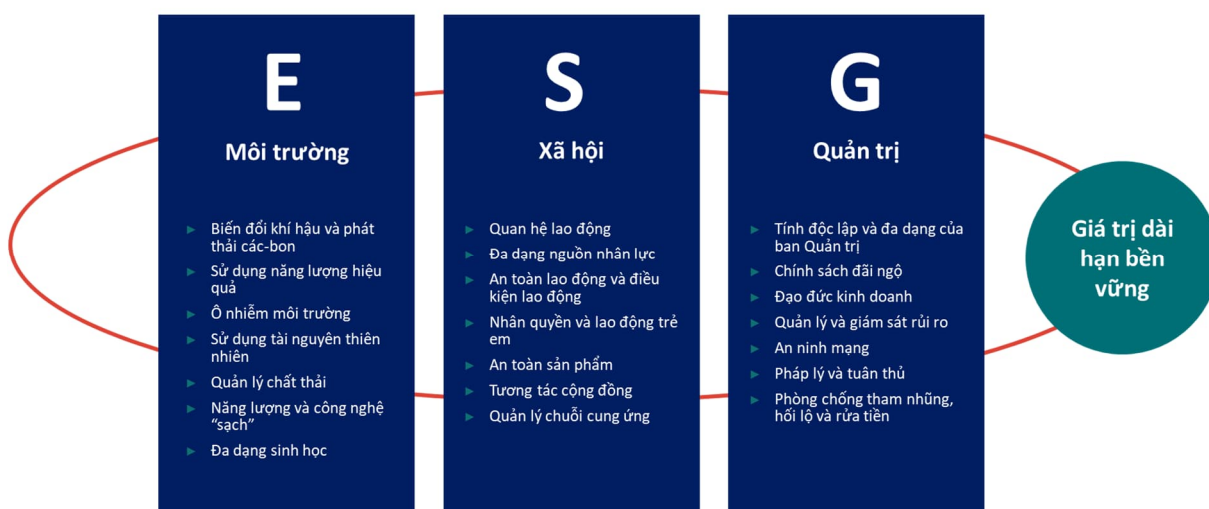 E
Môi trường
Biến đổi khí hậu và phát
thải các-bon
Sử dụng năng lượng hiệu
quả
Ô nhiễm môi trường
Sử dụng tài nguyên thiên
nhiên
Quản lý chất thải
Năng lượng và công nghệ
“sạch”
Đa dạng sinh học
S
Xã hội
Quan hệ lao động
Đa dạng nguồn nhân lực
An toàn lao động và điều
kiện lao động
Nhân quyền và lao động trẻ
em
An toàn sản phẩm
Tương tác cộng đồng
Quản lý chuỗi cung ứng
G
Quản trị
Tính độc lập và đa dạng của
ban Quản trị
Chính sách đãi ngộ
Đạo đức kinh doanh
Quản lý và giám sát rủi ro
An ninh mạng
Pháp lý và tuân thủ
Phòng chống tham nhũng,
hối lộ và rửa tiền
Giá trị dài
hạn bền
vững